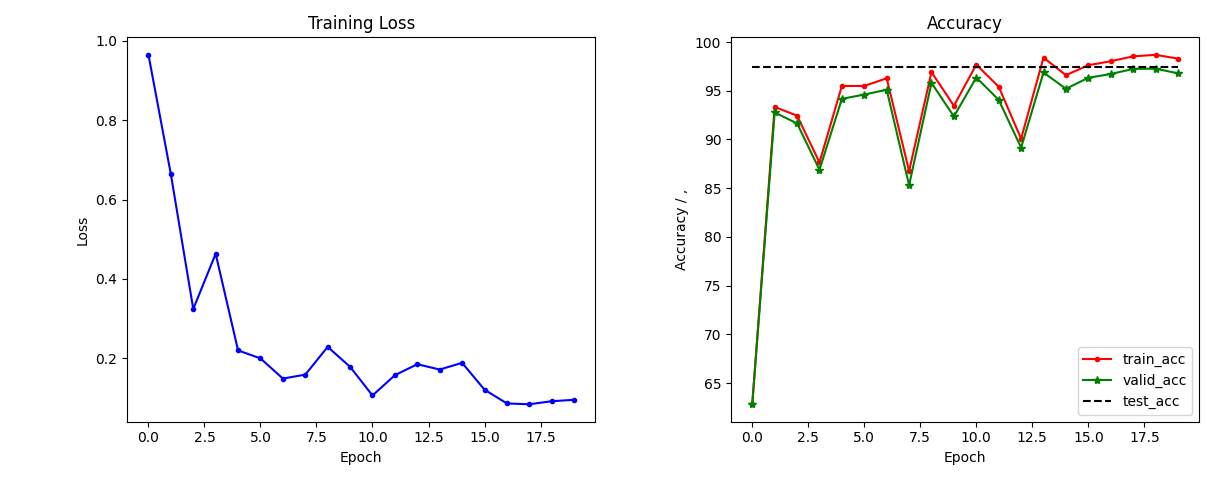 Training Loss
1.0
0.8
0.6
0.4
0.2
Loss
0.0 2.5 5.0 7.5 10.0 12.5 15.0 17.5
Epoch
Accuracy
100
95
90
85
80
75
70
65
Accuracy / ,
0.0 2.5 5.0 7.5 10.0 12.5 15.0 17.5
Epoch
train_acc
valid_acc
test_acc